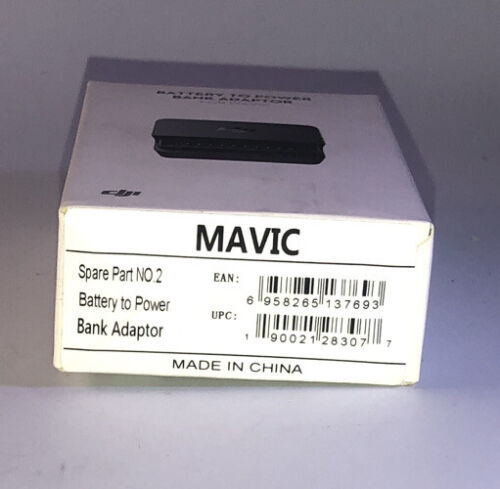 BATTERY TO POWER
BANK ADAPTOR
dji
MAVIC
Spare Part NO.2
Battery to Power
Bank Adaptor
EAN:
6 958265 137693
UPC:
1 90021 28307 7
MADE IN CHINA